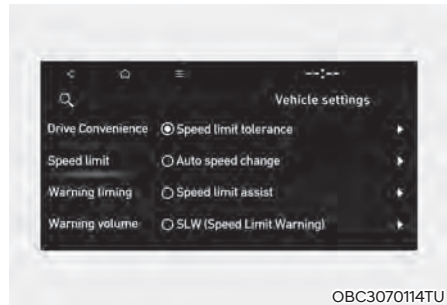 --:--
Vehicle settings
Drive Convenience
Speed limit tolerance
Speed limit
Auto speed change
Warning timing
Speed limit assist
Warning volume
SLW (Speed Limit Warning)
OBC3070114TU